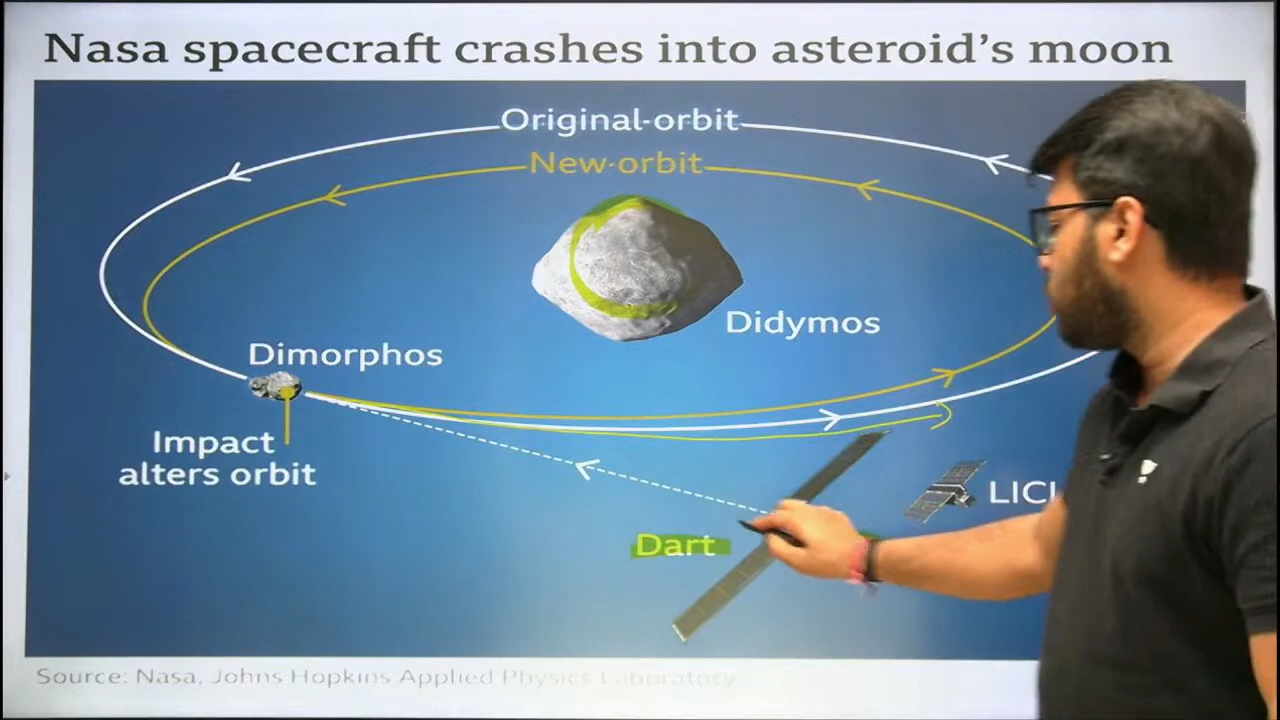 Nasa spacecraft crashes into asteroid's moon
Original orbit
New orbit
Didymos
Dimorphos
Impact
alters orbit
LICI
Dart
Source: Nasa, Johns Hopkins Applied Physics Laboratory